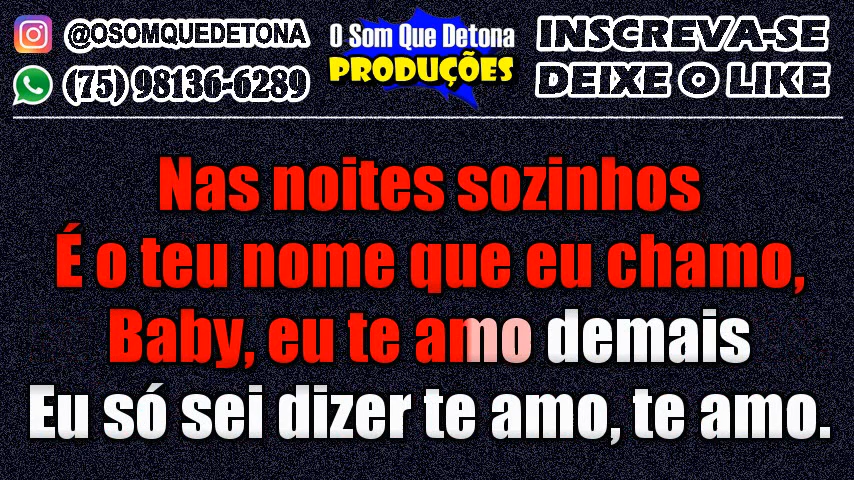 @OSOMQUEDETONA
(75) 98136-6289
O Som Que Detona
PRODUÇÕES
INSCREVA-SE
DEIXE O LIKE
Nas noites sozinhos
É o teu nome que eu chamo,
Baby, eu te amo demais
Eu só sei dizer te amo, te amo.